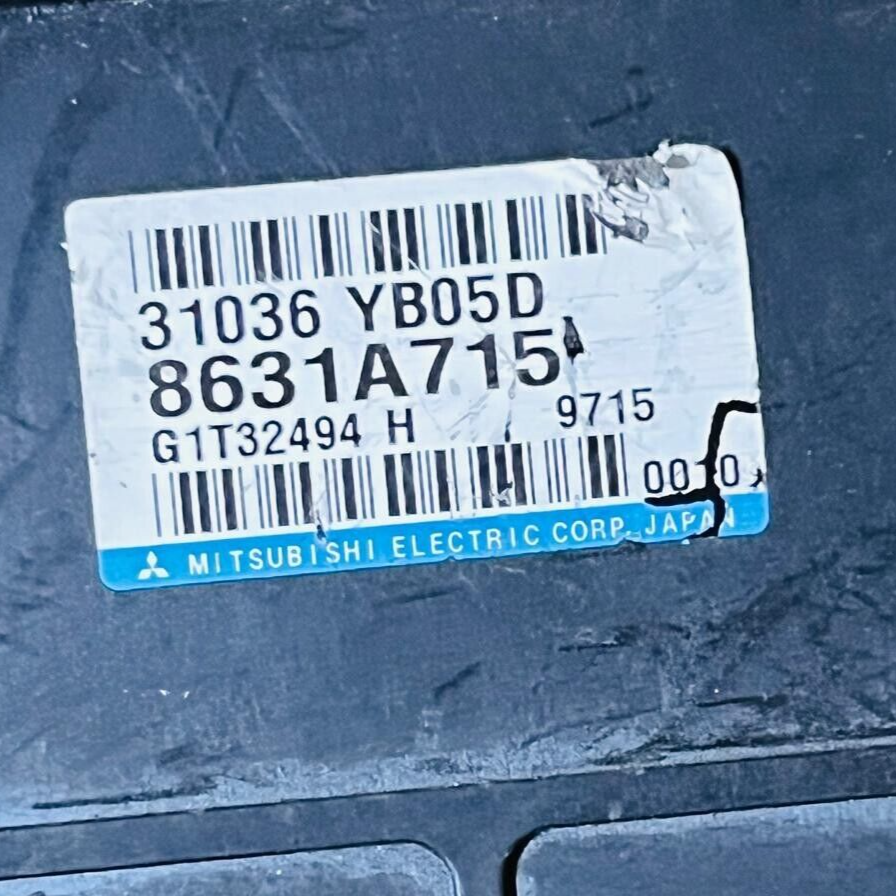 31036 YB05D
8631A715
G1T32494 H 9715
0010
MITSUBISHI ELECTRIC CORP. JAPAN